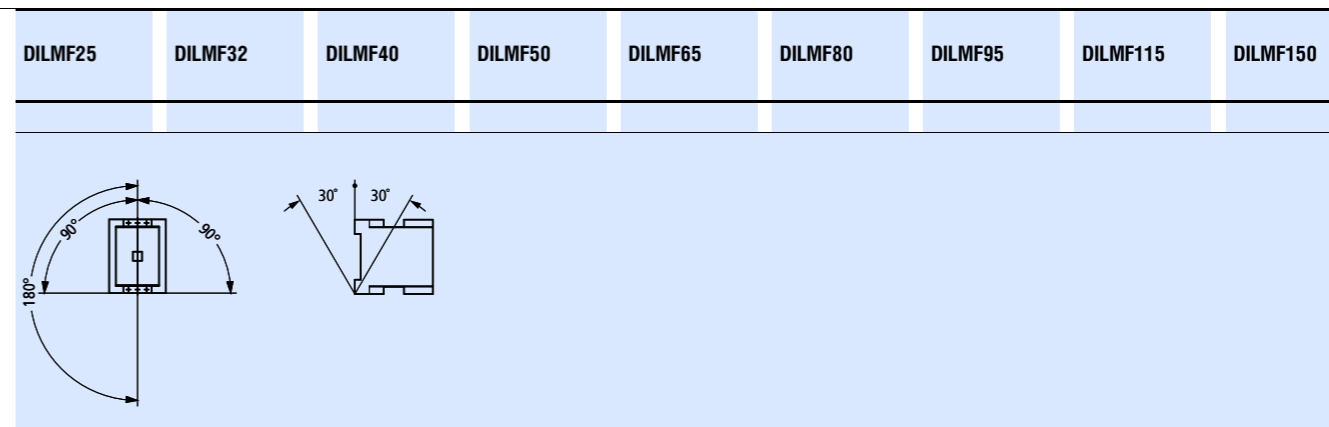 DILMF25 DILMF32 DILMF40 DILMF50 DILMF65 DILMF80 DILMF95 DILMF115 DILMF150
30° 30°
90° 90°
180°